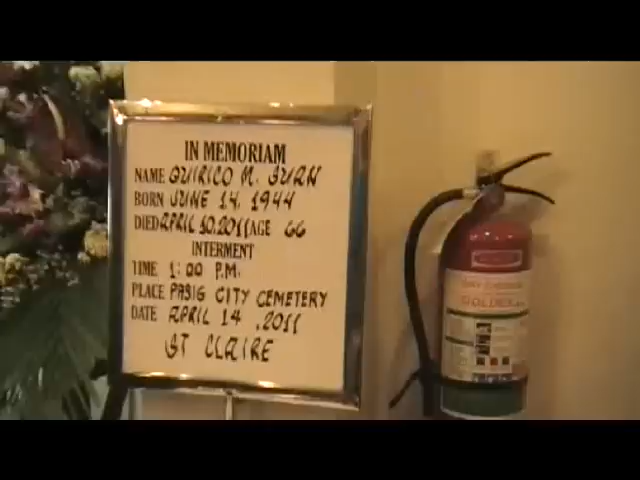 IN MEMORIAM
NAME QUIRICO M. JURN
BORN JUNE 14, 1944
DIED APRIL 10, 2011 AGE 66
INTERMENT
TIME 1:00 P.M.
PLACE PASIG CITY CEMETERY
DATE APRIL 14, 2011
ST CLAIRE